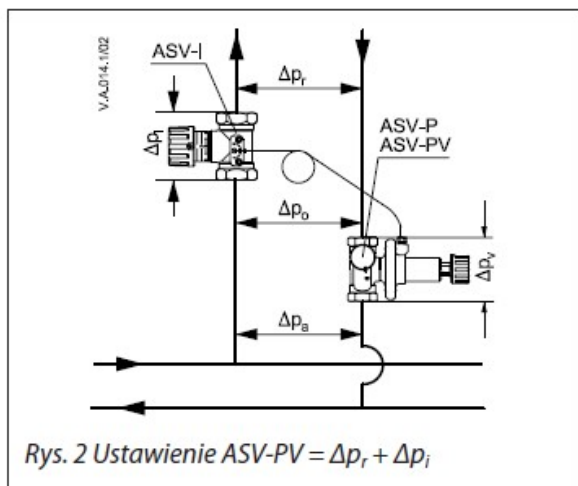 V.A.014.1/02
ASV-I
Δpᵣ
Δpᵢ
ASV-P
ASV-PV
Δpₒ
Δpᵥ
Δpₐ
Rys. 2 Ustawienie ASV-PV = Δpᵣ + Δpᵢ